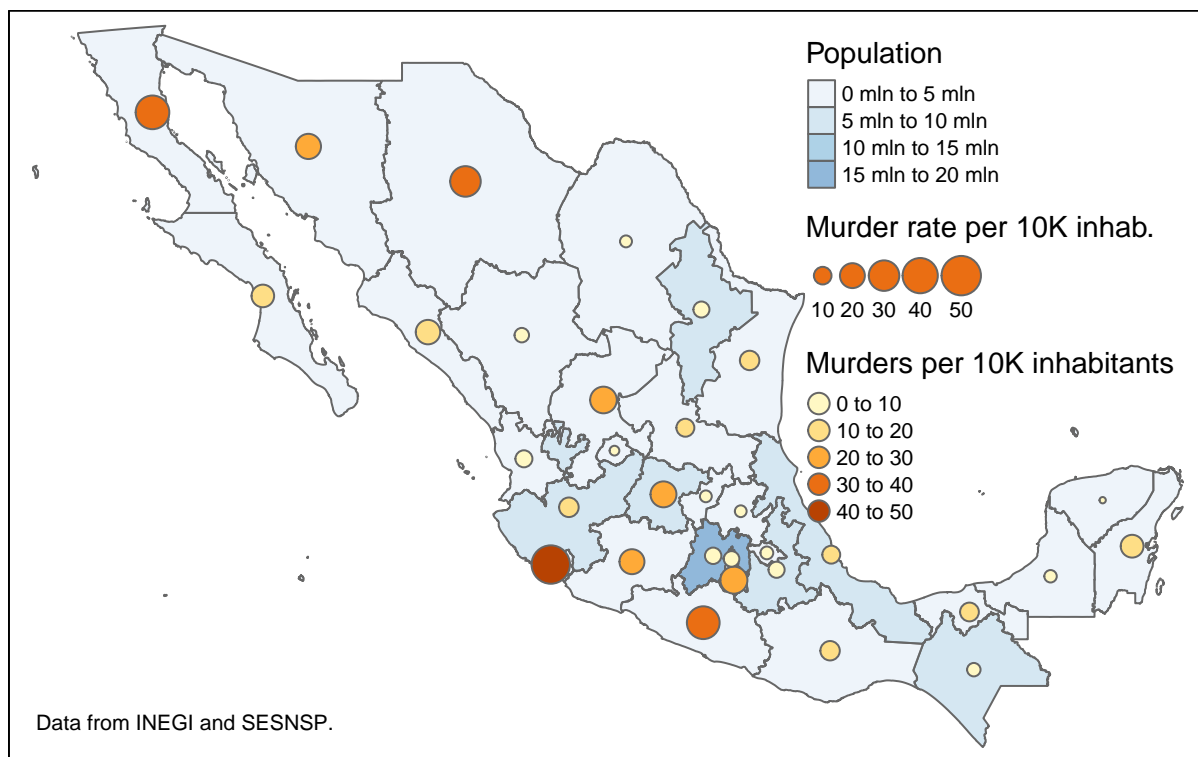 Population
0 mln to 5 mln
5 mln to 10 mln
10 mln to 15 mln
15 mln to 20 mln
Murder rate per 10K inhab.
10 20 30 40 50
Murders per 10K inhabitants
0 to 10
10 to 20
20 to 30
30 to 40
40 to 50
Data from INEGI and SESNSP.